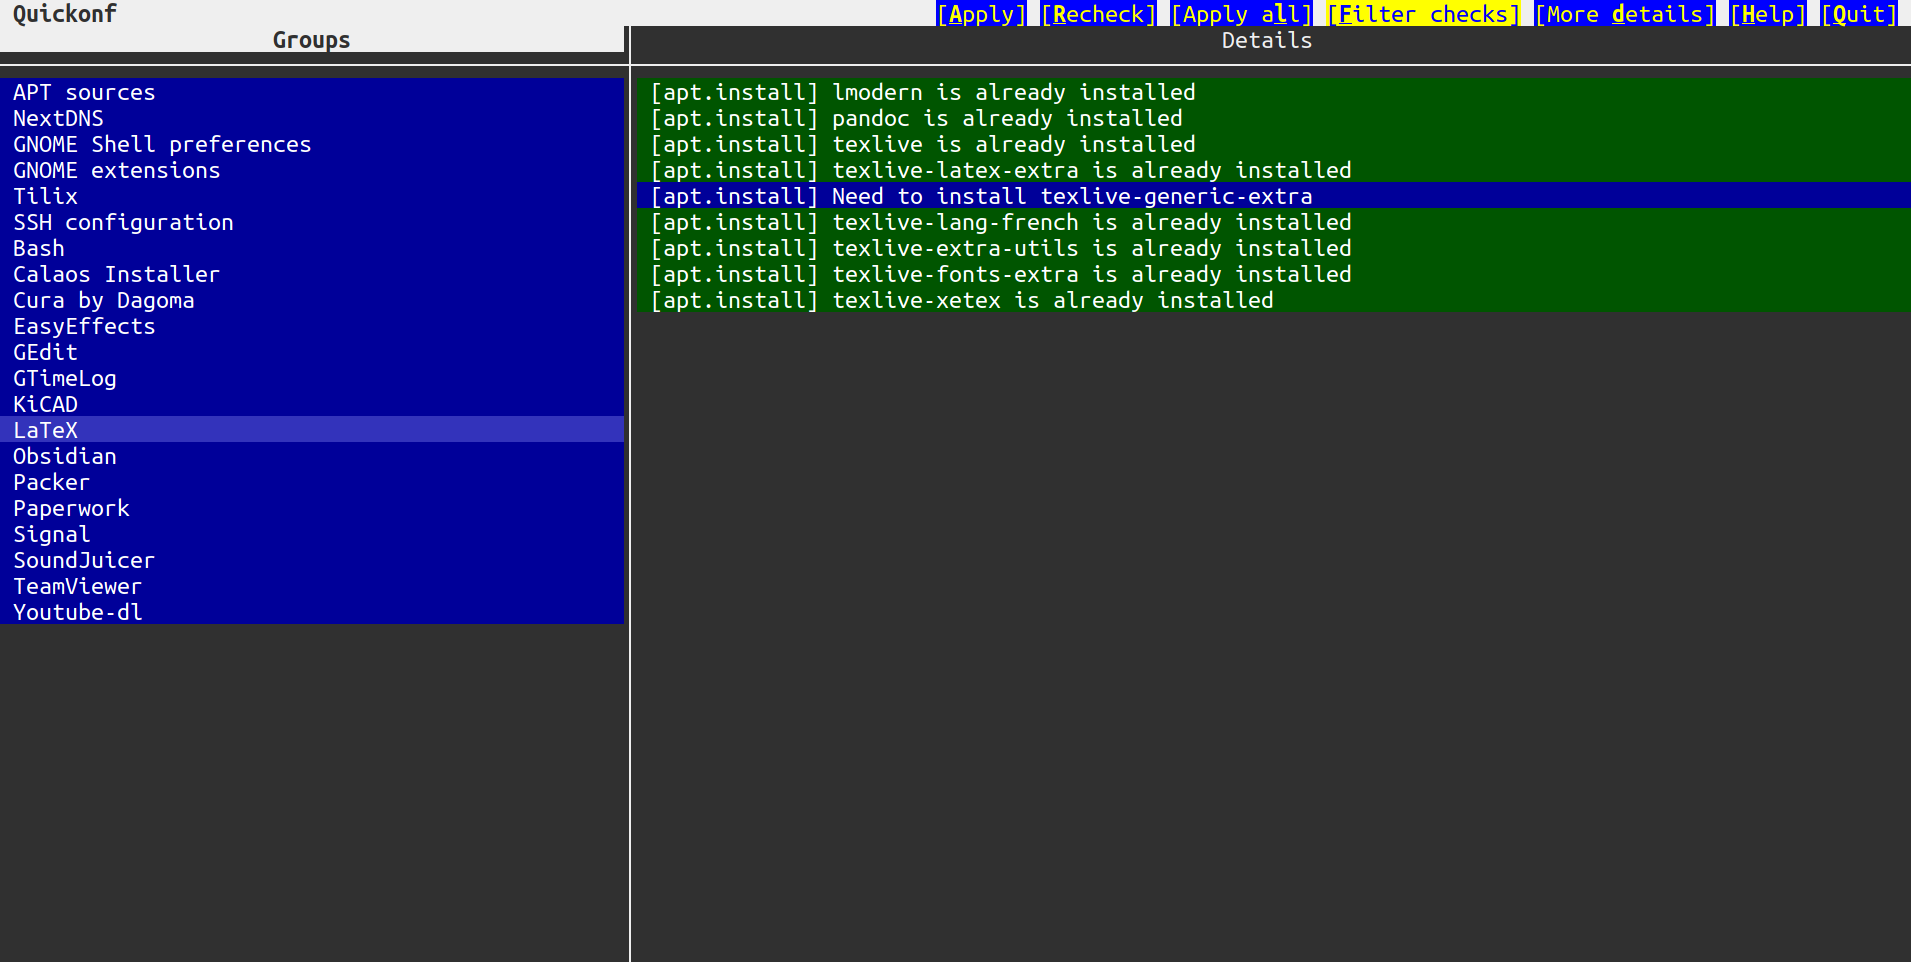 Quickonf [Apply] [Recheck] [Apply all] [Filter checks] [More details] [Help] [Quit]
Groups
Details
APT sources
NextDNS
GNOME Shell preferences
GNOME extensions
Tilix
SSH configuration
Bash
Calaos Installer
Cura by Dagoma
EasyEffects
GEdit
GTimeLog
KiCAD
LaTeX
Obsidian
Packer
Paperwork
Signal
SoundJuicer
TeamViewer
Youtube-dl
[apt.install] lmodern is already installed
[apt.install] pandoc is already installed
[apt.install] texlive is already installed
[apt.install] texlive-latex-extra is already installed
[apt.install] Need to install texlive-generic-extra
[apt.install] texlive-lang-french is already installed
[apt.install] texlive-extra-utils is already installed
[apt.install] texlive-fonts-extra is already installed
[apt.install] texlive-xetex is already installed